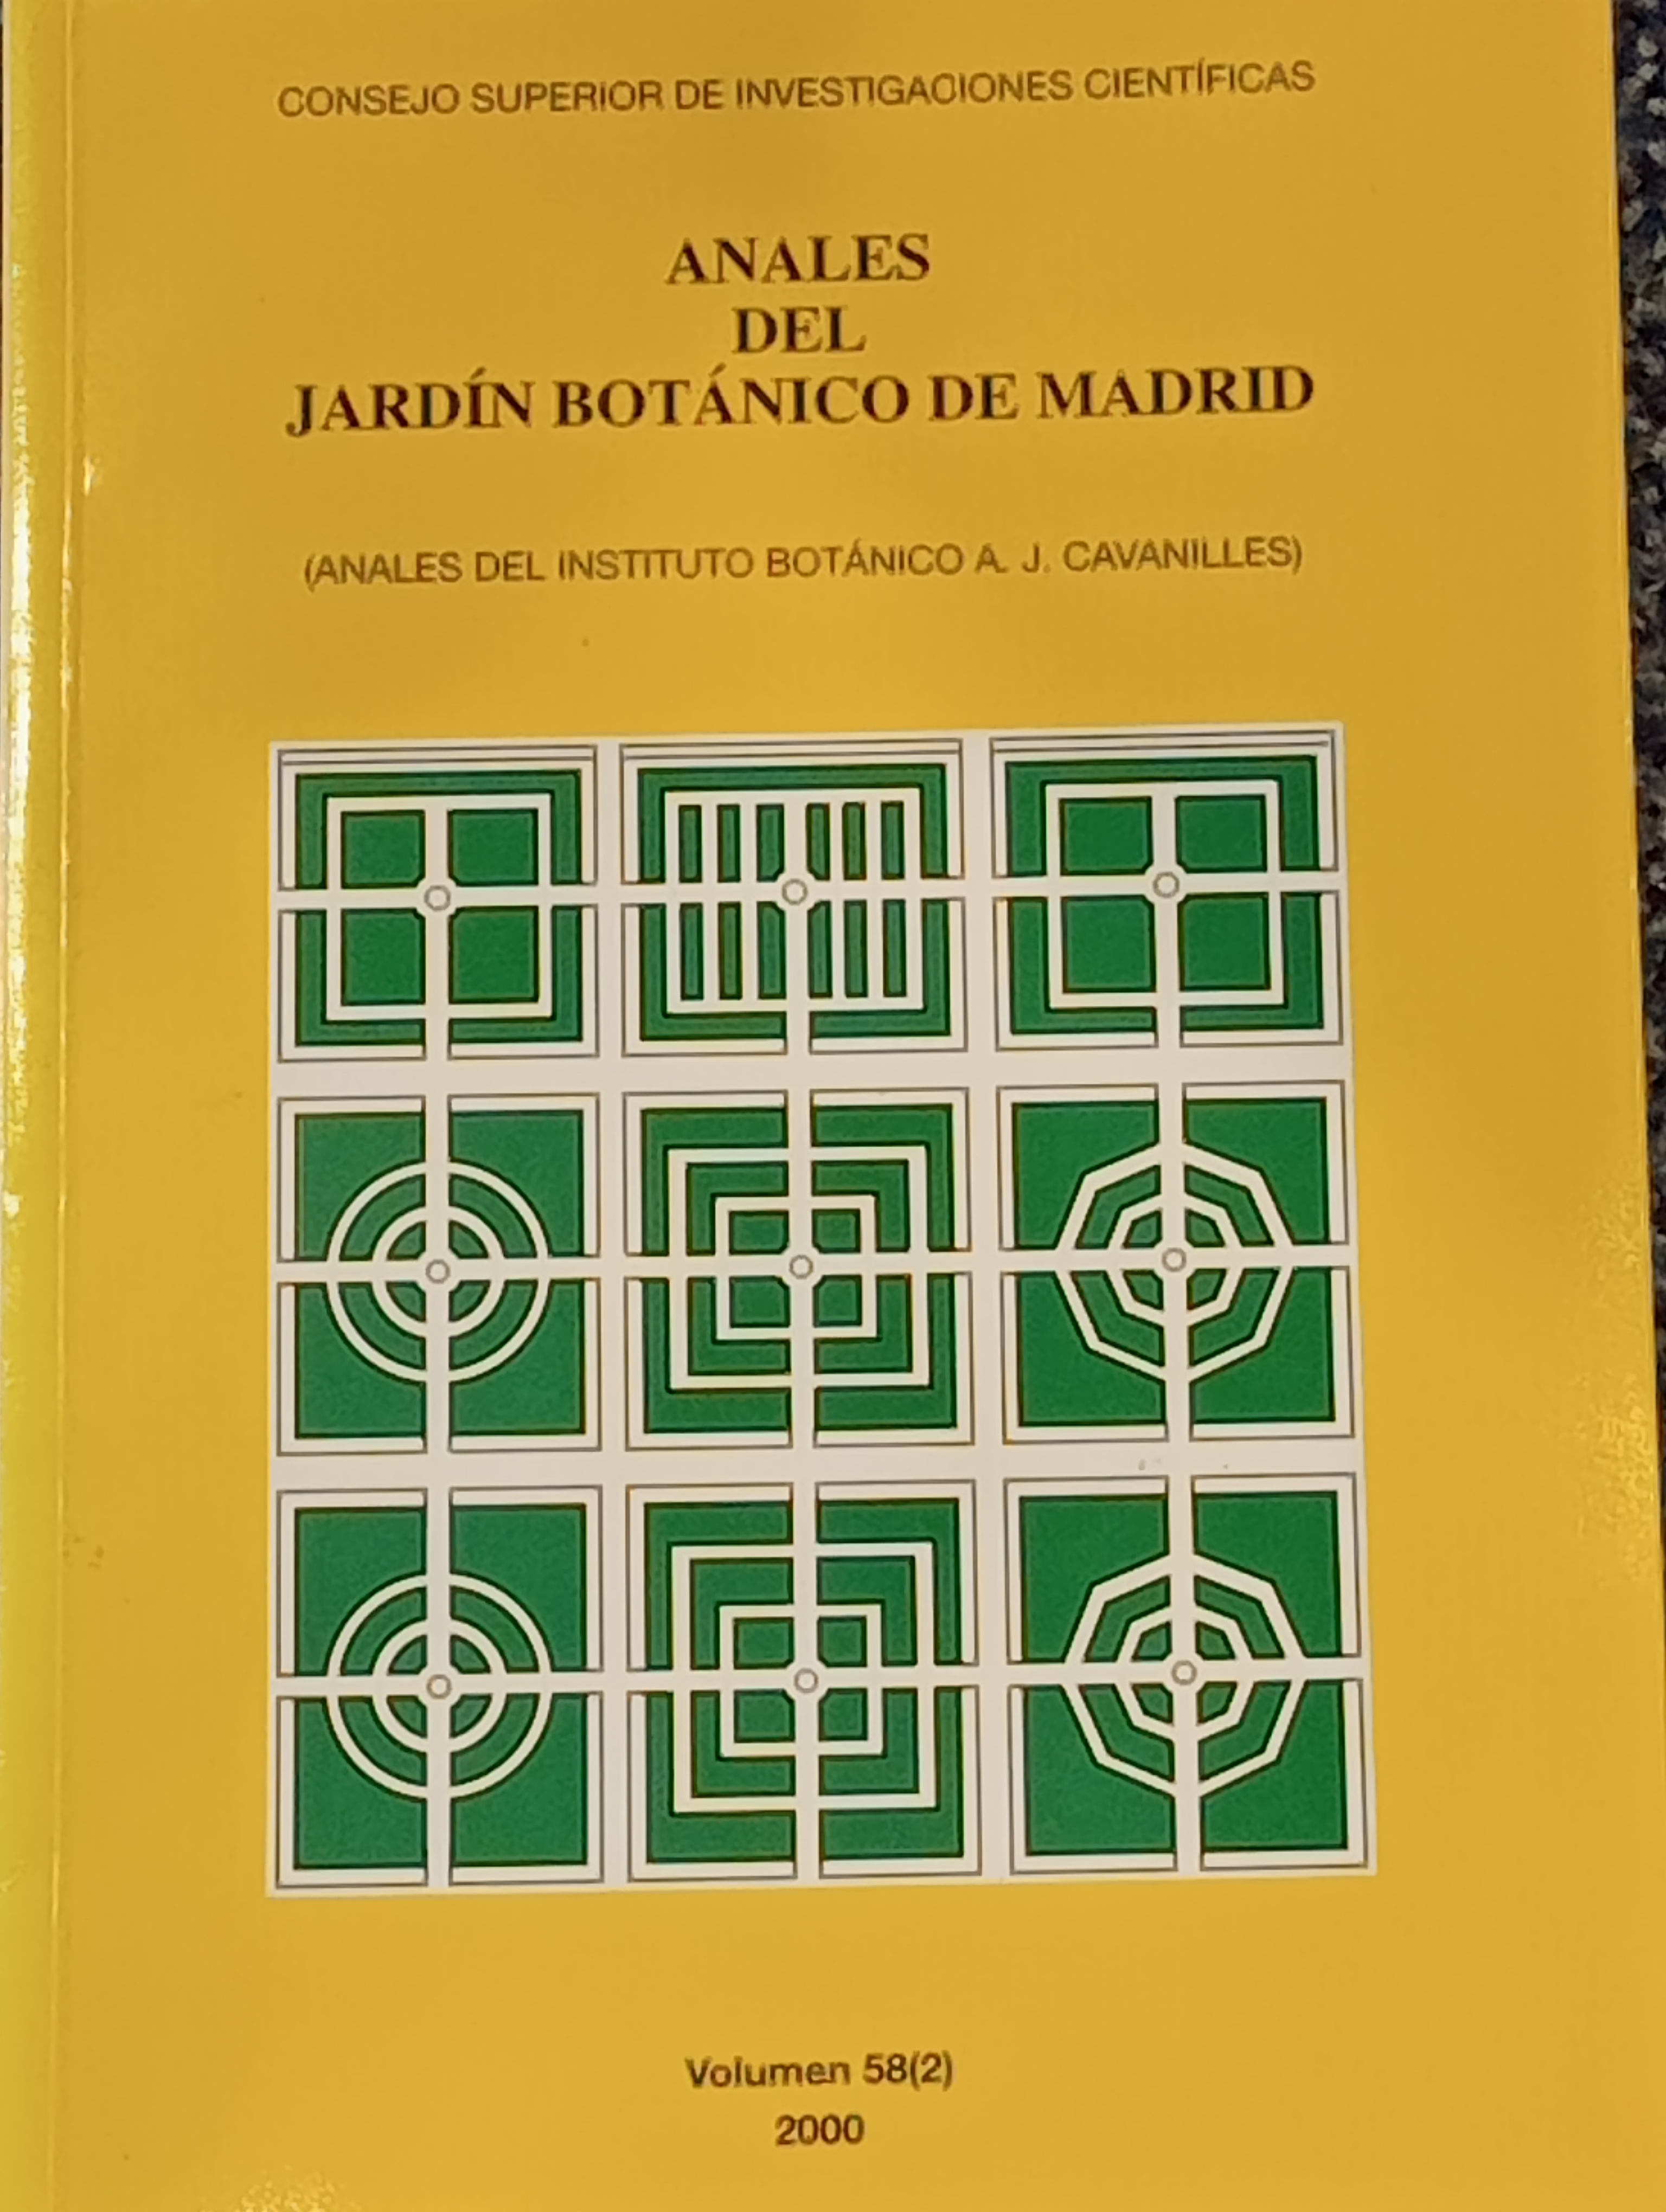 CONSEJO SUPERIOR DE INVESTIGACIONES CIENTÍFICAS
ANALES
DEL
JARDÍN BOTÁNICO DE MADRID
(ANALES DEL INSTITUTO BOTÁNICO A. J. CAVANILLES)
Volumen 58(2)
2000